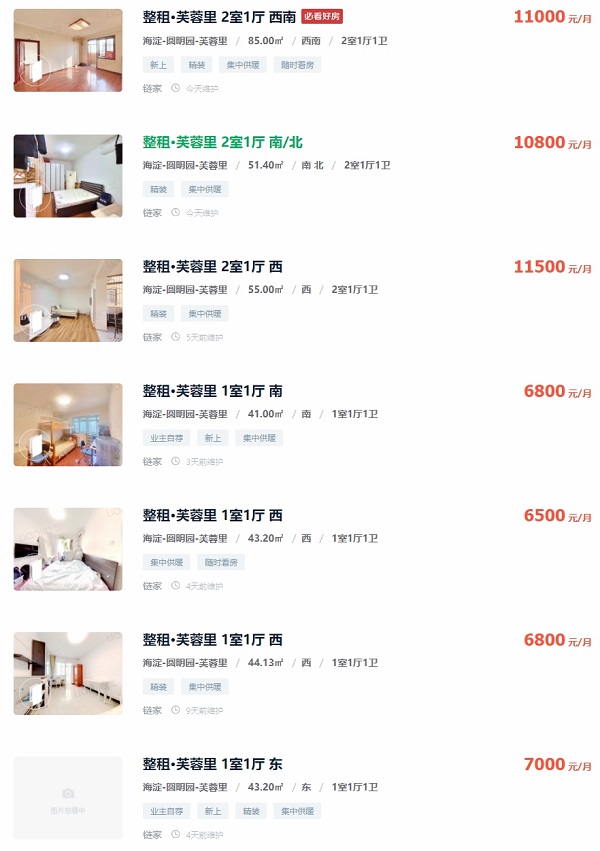 整租·芙蓉里 2室1厅 西南 必看好房
11000 元/月
海淀-圆明园-芙蓉里 / 85.00㎡ / 西南 / 2室1厅1卫
新上 精装 集中供暖 随时看房
链家 今天维护
整租·芙蓉里 2室1厅 南/北
10800 元/月
海淀-圆明园-芙蓉里 / 51.40㎡ / 南 北 / 2室1厅1卫
精装 集中供暖
链家 今天维护
整租·芙蓉里 2室1厅 西
11500 元/月
海淀-圆明园-芙蓉里 / 55.00㎡ / 西 / 2室1厅1卫
精装 集中供暖
链家 5天前维护
整租·芙蓉里 1室1厅 南
6800 元/月
海淀-圆明园-芙蓉里 / 41.00㎡ / 南 / 1室1厅1卫
业主自荐 新上 集中供暖
链家 3天前维护
整租·芙蓉里 1室1厅 西
6500 元/月
海淀-圆明园-芙蓉里 / 43.20㎡ / 西 / 1室1厅1卫
集中供暖 随时看房
链家 4天前维护
整租·芙蓉里 1室1厅 西
6800 元/月
海淀-圆明园-芙蓉里 / 44.13㎡ / 西 / 1室1厅1卫
精装 集中供暖
链家 9天前维护
整租·芙蓉里 1室1厅 东
7000 元/月
海淀-圆明园-芙蓉里 / 43.20㎡ / 东 / 1室1厅1卫
图片拍摄中
业主自荐 新上 精装 集中供暖
链家 4天前维护